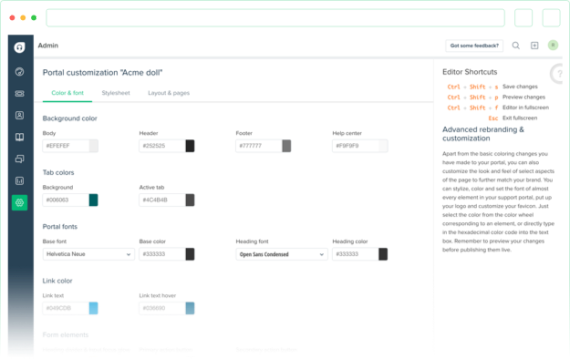 Admin
Got some feedback?
Portal customization "Acme doll"
Color & font Stylesheet Layout & pages
Background color
Body Header Footer Help center
#EFEFEF #252525 #777777 #F9F9F9
Tab colors
Background Active tab
#4C4B4B
Portal fonts
Base font Base color Heading font Heading color
Helvetica Neue #333333 Open Sans Condensed #333333
Link color
Link text Link text hover
#049CDB
Form elements
Editor Shortcuts
Ctrl + Shift + s Save changes
Ctrl + Shift + p Preview changes
Ctrl + Shift + f Editor in fullscreen
Esc Exit fullscreen
Advanced rebranding &
customization
Apart from the basic coloring changes
you have made to your portal, you can
also customize the look and feel of selected
aspects of the page to further match your brand. You
can stylize, color and set the font of almost
every element in your support portal, put
up your logo and customize your favicon. Just
select the color from the color wheel
corresponding to an element, or directly type
in the hexadecimal color code into the text
box. Remember to preview your changes
before publishing them live.